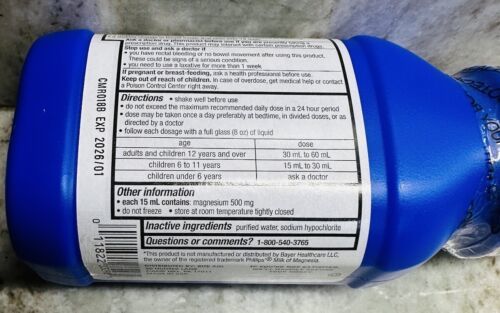 Ask a doctor or pharmacist before use if you are presently taking a
prescription drug. This product may interact with certain prescription drugs.
Stop use and ask a doctor if
• you have rectal bleeding or no bowel movement after using this product.
These could be signs of a serious condition.
• you need to use a laxative for more than 1 week
If pregnant or breast-feeding, ask a health professional before use.
Keep out of reach of children. In case of overdose, get medical help or contact
a Poison Control Center right away.
Directions • shake well before use
• do not exceed the maximum recommended daily dose in a 24 hour period
• dose may be taken once a day preferably at bedtime, in divided doses, or as
directed by a doctor
• follow each dosage with a full glass (8 oz) of liquid
age dose
adults and children 12 years and over 30 mL to 60 mL
children 6 to 11 years 15 mL to 30 mL
children under 6 years ask a doctor
Other information
• each 15 mL contains: magnesium 500 mg
• do not freeze • store at room temperature tightly closed
Inactive ingredients purified water, sodium hypochlorite
Questions or comments? 1-800-540-3765
*This product is not manufactured or distributed by Bayer Healthcare LLC,
the owner of the registered trademark Phillips'® Milk of Magnesia.
EXP 2026/01